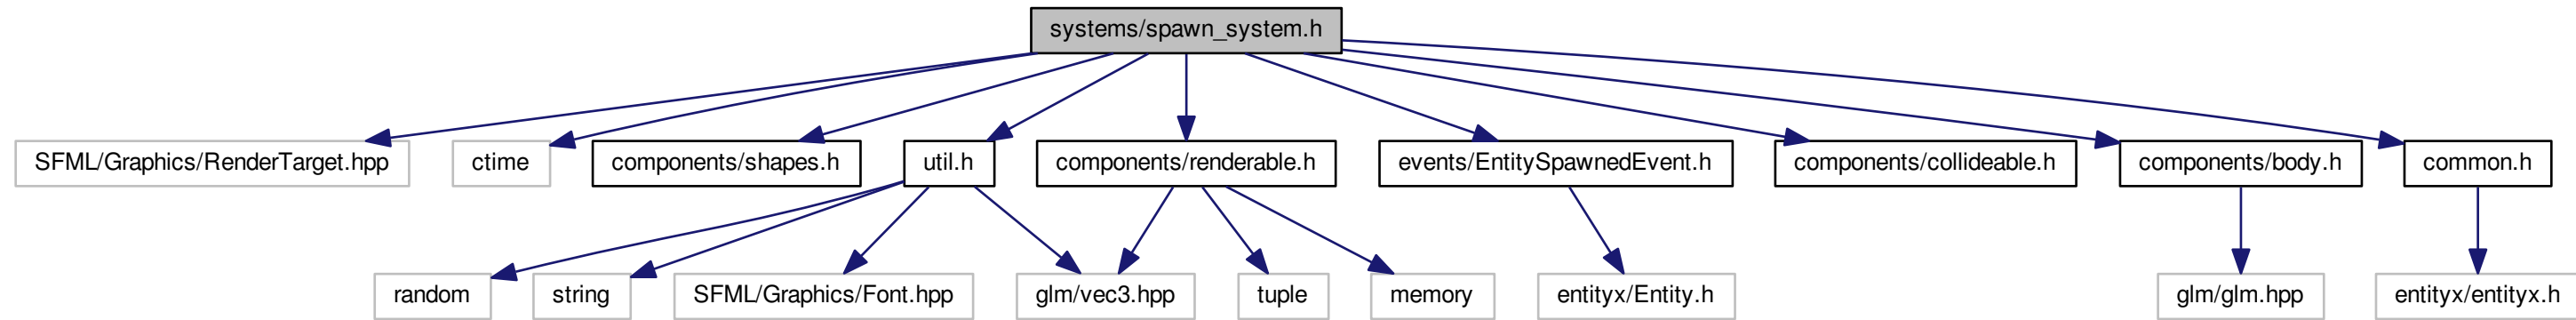 systems/spawn_system.h
SFML/Graphics/RenderTarget.hpp
ctime
components/shapes.h
util.h
components/renderable.h
events/EntitySpawnedEvent.h
components/collideable.h
components/body.h
common.h
random
string
SFML/Graphics/Font.hpp
glm/vec3.hpp
tuple
memory
entityx/Entity.h
glm/glm.hpp
entityx/entityx.h